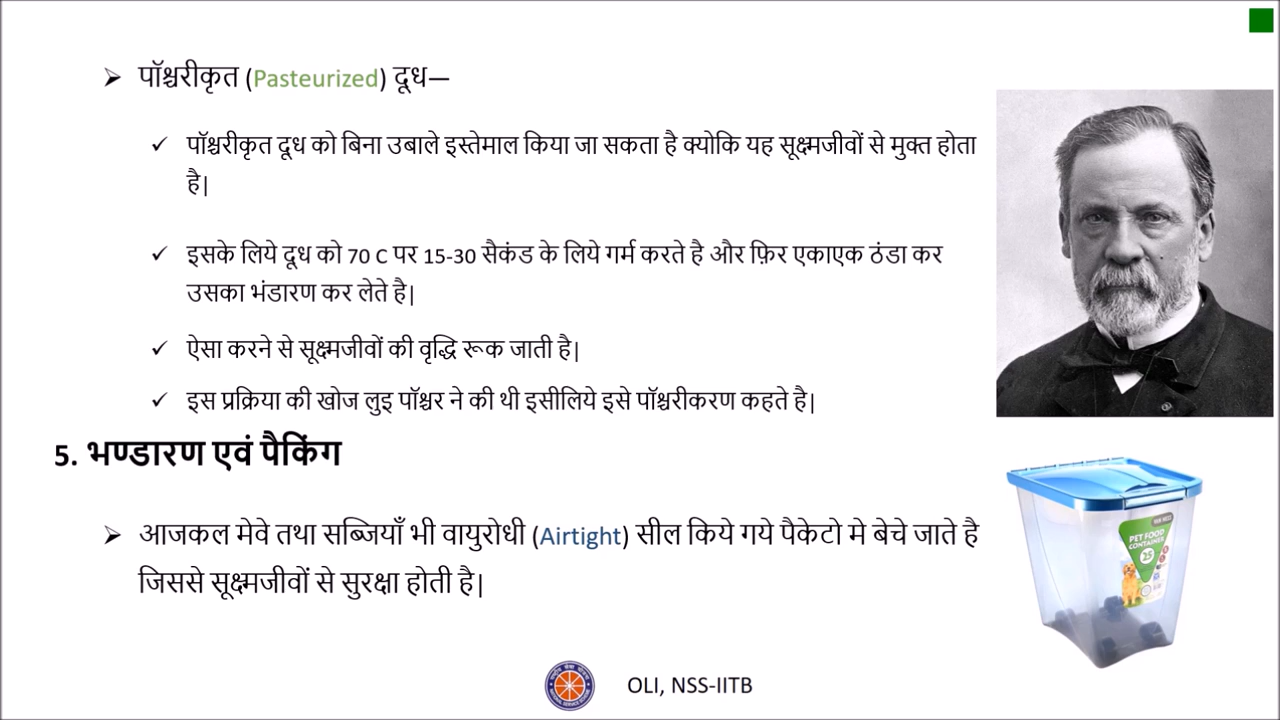 पॉश्चरीकृत (Pasteurized) दूध—
पॉश्चरीकृत दूध को बिना उबाले इस्तेमाल किया जा सकता है क्योकि यह सूक्ष्मजीवों से मुक्त होता
है|
इसके लिये दूध को 70 C पर 15-30 सैकंड के लिये गर्म करते है और फ़िर एकाएक ठंडा कर
उसका भंडारण कर लेते है|
ऐसा करने से सूक्ष्मजीवों की वृद्धि रूक जाती है|
इस प्रक्रिया की खोज लुइ पॉश्चर ने की थी इसीलिये इसे पॉश्चरीकरण कहते है|
5. भण्डारण एवं पैकिंग
आजकल मेवे तथा सब्जियाँ भी वायुरोधी (Airtight) सील किये गये पैकेटो मे बेचे जाते है
जिससे सूक्ष्मजीवों से सुरक्षा होती है|
PET FOOD
CONTAINER
25
OLI, NSS-IITB